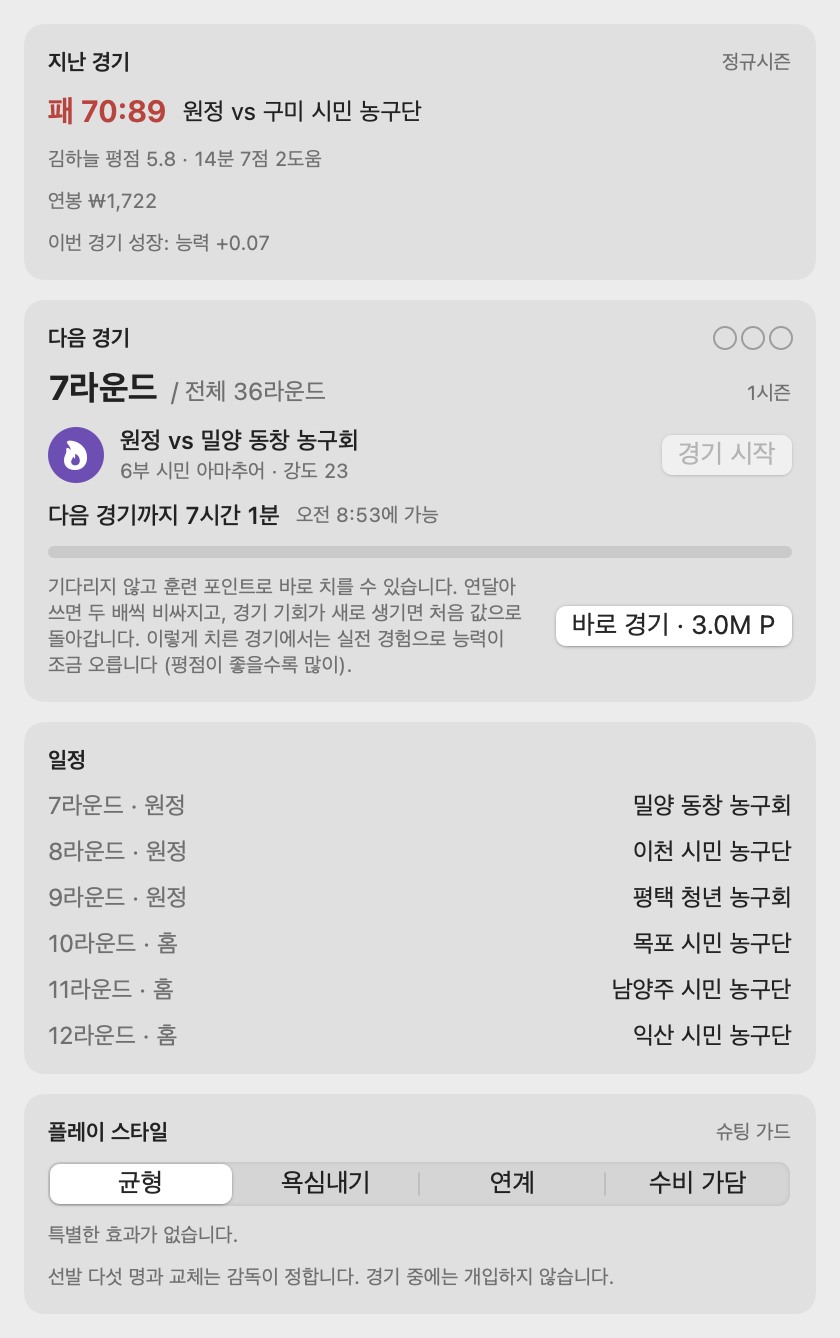 지난 경기
정규시즌
패 70:89 원정 vs 구미 시민 농구단
김하늘 평점 5.8 · 14분 7점 2도움
연봉 ₩1,722
이번 경기 성장: 능력 +0.07
다음 경기
7라운드 / 전체 36라운드
1시즌
원정 vs 밀양 동창 농구회
6부 시민 아마추어 · 강도 23
경기 시작
다음 경기까지 7시간 1분 오전 8:53에 가능
기다리지 않고 훈련 포인트로 바로 치를 수 있습니다. 연달아
쓰면 두 배씩 비싸지고, 경기 기회가 새로 생기면 처음 값으로
돌아갑니다. 이렇게 치른 경기에서는 실전 경험으로 능력이
조금 오릅니다 (평점이 좋을수록 많이).
바로 경기 · 3.0M P
일정
7라운드 · 원정 밀양 동창 농구회
8라운드 · 원정 이천 시민 농구단
9라운드 · 원정 평택 청년 농구회
10라운드 · 홈 목포 시민 농구단
11라운드 · 홈 남양주 시민 농구단
12라운드 · 홈 익산 시민 농구단
플레이 스타일
슈팅 가드
균형 욕심내기 연계 수비 가담
특별한 효과가 없습니다.
선발 다섯 명과 교체는 감독이 정합니다. 경기 중에는 개입하지 않습니다.